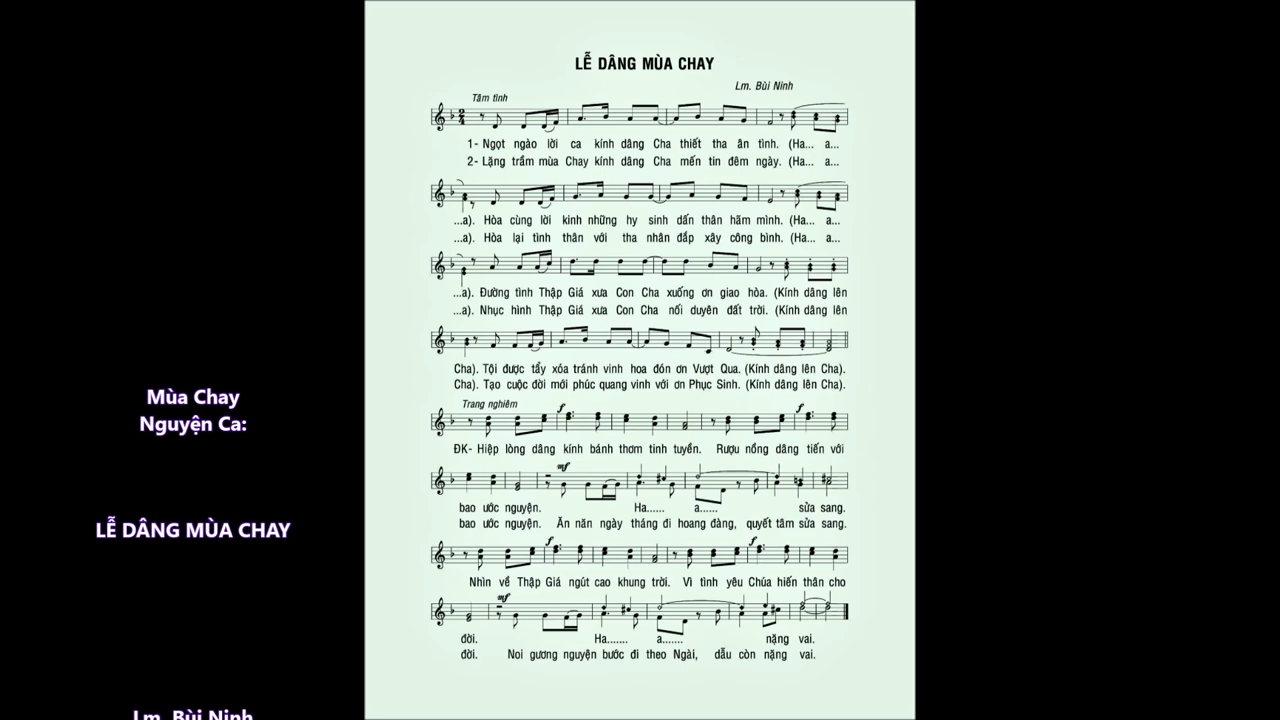 LỄ DÂNG MÙA CHAY
Lm. Bùi Ninh
Tâm tình
1- Ngọt ngào lời ca kính dâng Cha thiết tha ân tình. (Ha... a...
2- Lặng trầm mùa Chay kính dâng Cha mến tin đêm ngày. (Ha... a...
...a). Hòa cùng lời kinh những hy sinh dấn thân hãm mình. (Ha... a...
...a). Hòa lại tình thân với tha nhân đắp xây công bình. (Ha... a...
...a). Đường tình Thập Giá xưa Con Cha xuống ơn giao hòa. (Kính dâng lên
...a). Nhục hình Thập Giá xưa Con Cha nối duyên đất trời. (Kính dâng lên
Cha). Tội được tẩy xóa tránh vinh hoa đón ơn Vượt Qua. (Kính dâng lên Cha).
Cha). Tạo cuộc đời mới phúc quang vinh với ơn Phục Sinh. (Kính dâng lên Cha).
Trang nghiêm
f
f
ĐK- Hiệp lòng dâng kính bánh thơm tinh tuyền. Rượu nồng dâng tiến với
mf
bao ước nguyện. Ha...... a...... sửa sang.
bao ước nguyện. Ăn năn ngày tháng đi hoang đàng, quyết tâm sửa sang.
f
f
Nhìn về Thập Giá ngút cao khung trời. Vì tình yêu Chúa hiến thân cho
mf
đời. Ha....... a....... nặng vai.
đời. Noi gương nguyện bước đi theo Ngài, dẫu còn nặng vai.
Mùa Chay
Nguyện Ca:
LỄ DÂNG MÙA CHAY
Lm. Bùi Ninh